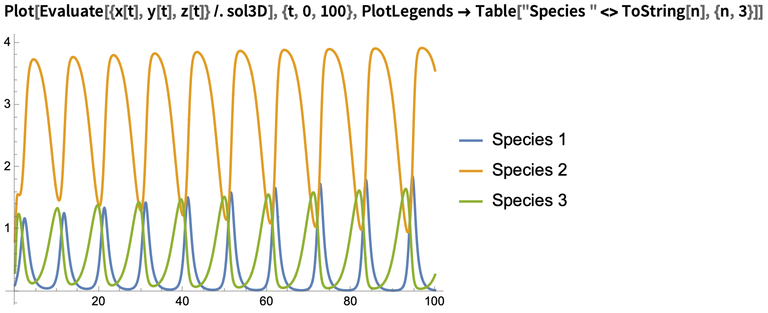 Plot[Evaluate[{x[t], y[t], z[t]} /. sol3D], {t, 0, 100}, PlotLegends → Table["Species " <> ToString[n], {n, 3}]]
4
3
2
1
Species 1
Species 2
Species 3
20
40
60
80
100